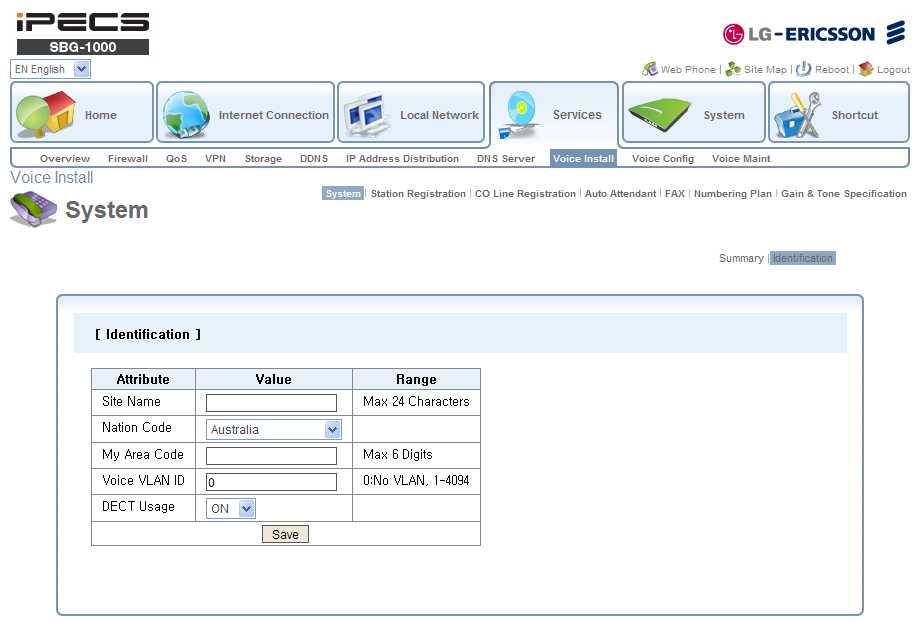 iPECS
SBG-1000
LG-ERICSSON
EN English
Web Phone | Site Map | Reboot | Logout
Home
Internet Connection
Local Network
Services
System
Shortcut
Overview Firewall QoS VPN Storage DDNS IP Address Distribution DNS Server Voice Install Voice Config Voice Maint
Voice Install
System
System | Station Registration | CO Line Registration | Auto Attendant | FAX | Numbering Plan | Gain & Tone Specification
Summary | Identification
[ Identification ]
Attribute Value Range
Site Name Max 24 Characters
Nation Code Australia
My Area Code Max 6 Digits
Voice VLAN ID 0 0:No VLAN, 1-4094
DECT Usage ON
Save